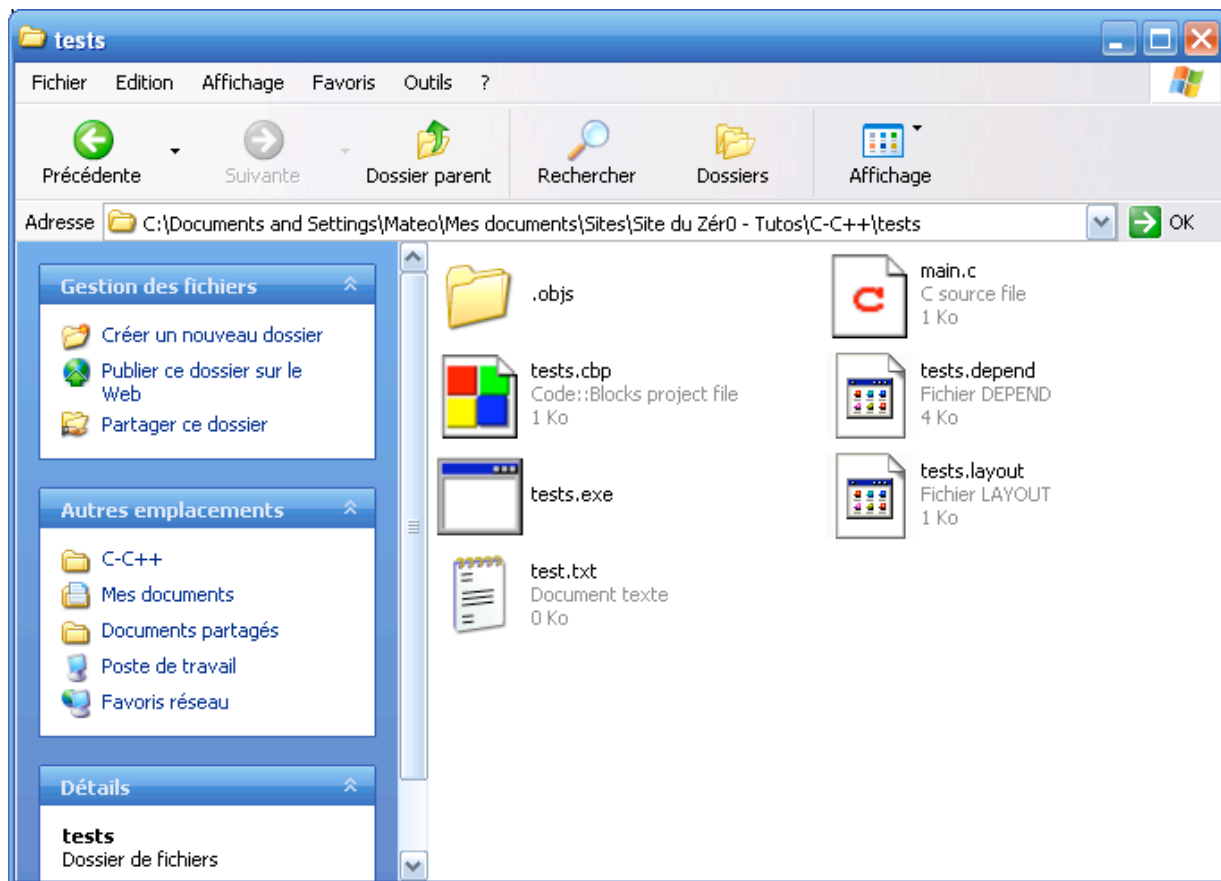 tests
Fichier Edition Affichage Favoris Outils ?
Précédente Suivante Dossier parent Rechercher Dossiers Affichage
Adresse C:\Documents and Settings\Mateo\Mes documents\Sites\Site du Zér0 - Tutos\C-C++\tests OK
Gestion des fichiers
Créer un nouveau dossier
Publier ce dossier sur le
Web
Partager ce dossier
Autres emplacements
C-C++
Mes documents
Documents partagés
Poste de travail
Favoris réseau
Détails
tests
Dossier de fichiers
.objs
main.c
C source file
1 Ko
tests.cbp
Code::Blocks project file
1 Ko
tests.depend
Fichier DEPEND
4 Ko
tests.exe
tests.layout
Fichier LAYOUT
1 Ko
test.txt
Document texte
0 Ko